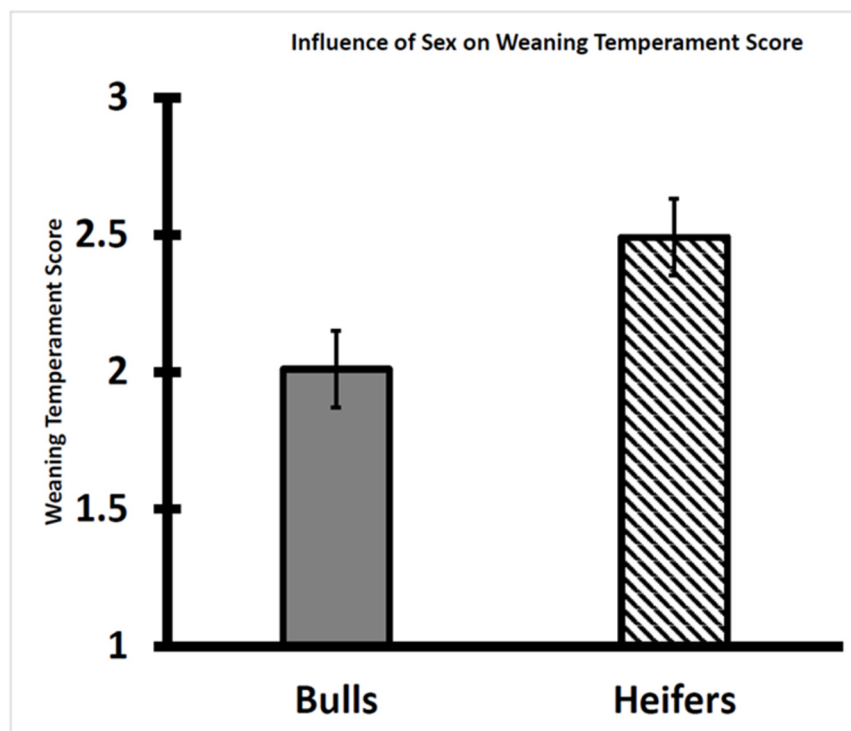 Influence of Sex on Weaning Temperament Score
3
2.5
2
1.5
1
Weaning Temperament Score
Bulls
Heifers